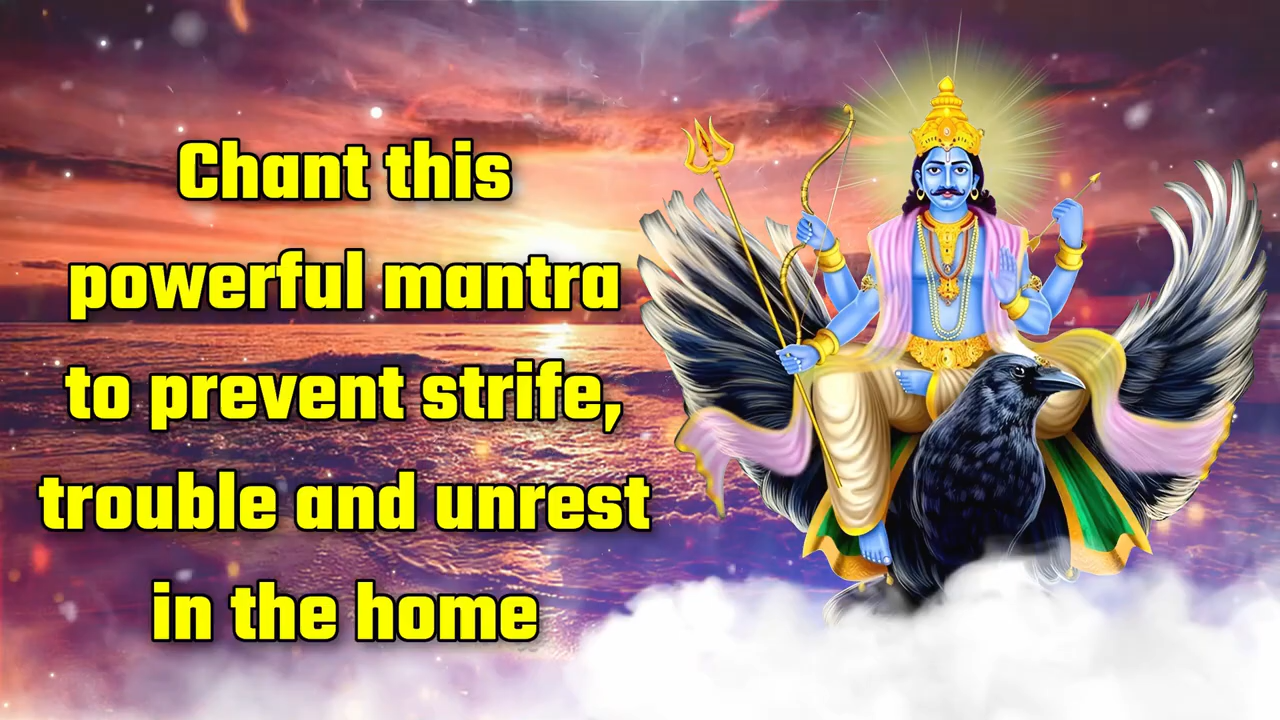 Chant this
powerful mantra
to prevent strife,
trouble and unrest
in the home